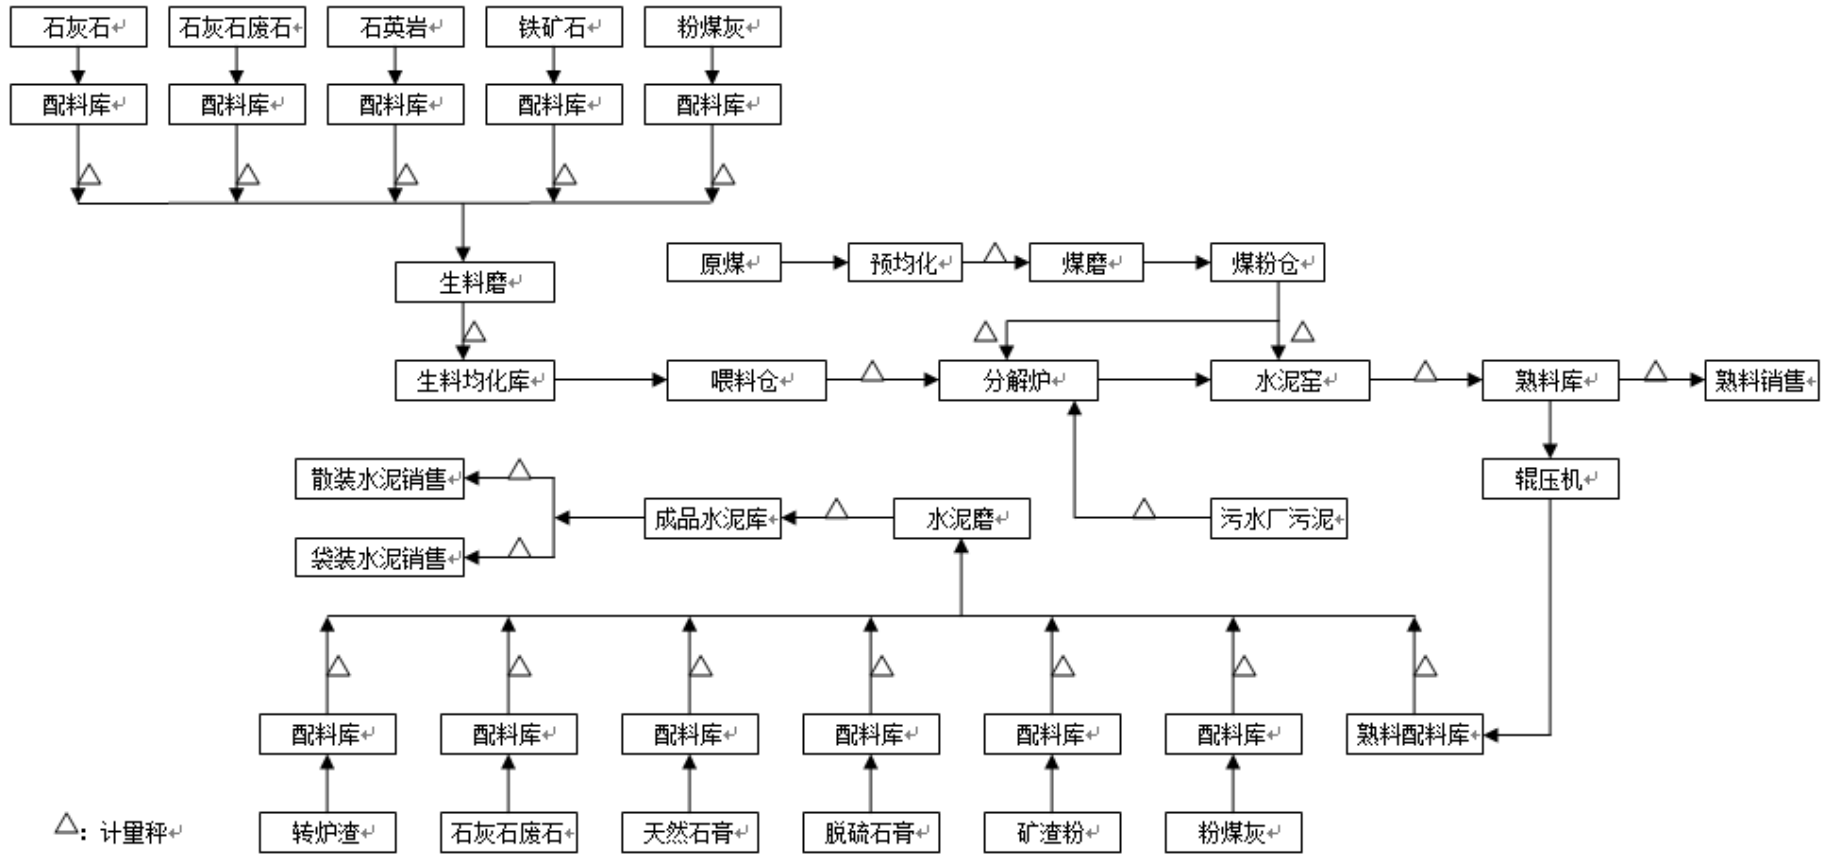 石灰石 石灰石废石 石英岩 铁矿石 粉煤灰
配料库 配料库 配料库 配料库 配料库
原煤 预均化 煤磨 煤粉仓
生料磨
生料均化库 喂料仓 分解炉 水泥窑 熟料库 熟料销售
散装水泥销售 辊压机
成品水泥库 水泥磨 污水厂污泥
袋装水泥销售
配料库 配料库 配料库 配料库 配料库 配料库 熟料配料库
△：计量秤 转炉渣 石灰石废石 天然石膏 脱硫石膏 矿渣粉 粉煤灰